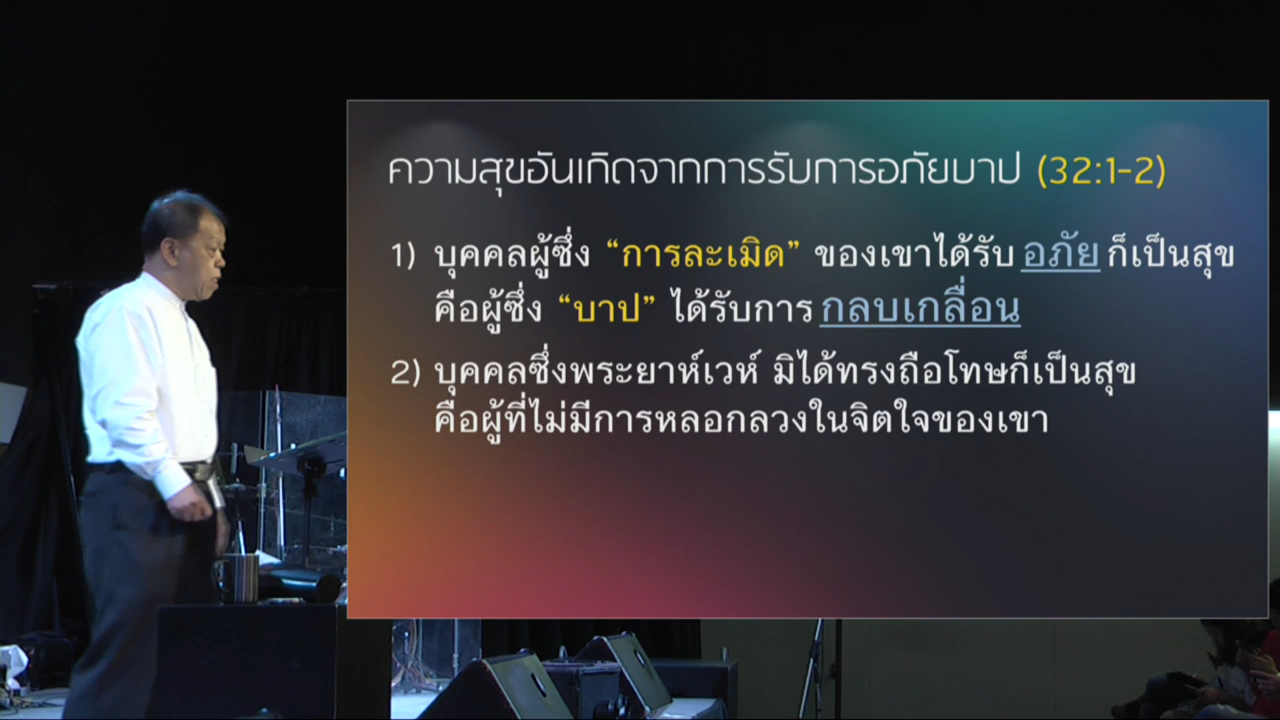 ความสุขอันเกิดจากการรับการอภัยบาป (32:1-2)
1) บุคคลผู้ซึ่ง “การละเมิด” ของเขาได้รับ อภัย ก็เป็นสุข
คือผู้ซึ่ง “บาป” ได้รับการ กลบเกลื่อน
2) บุคคลซึ่งพระยาห์เวห์ มิได้ทรงถือโทษก็เป็นสุข
คือผู้ที่ไม่มีการหลอกลวงในจิตใจของเขา